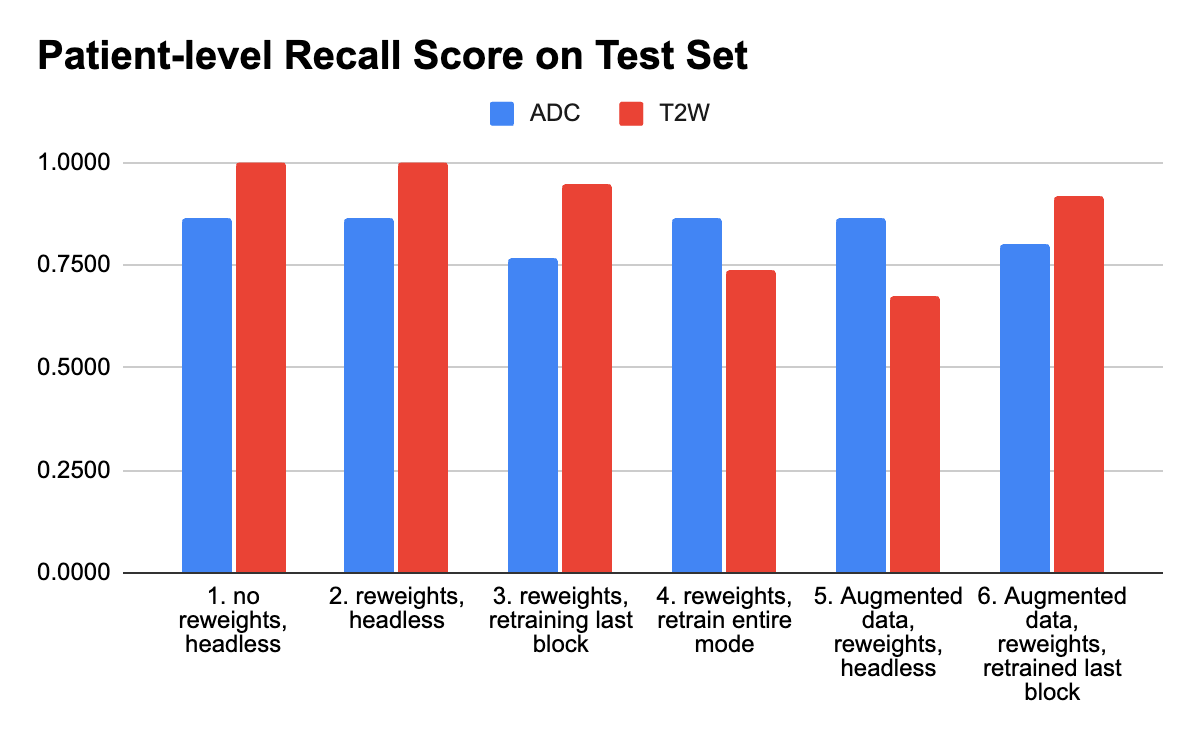 Patient-level Recall Score on Test Set
ADC T2W
1.0000
0.7500
0.5000
0.2500
0.0000
1. no
reweights,
headless
2. reweights,
headless
3. reweights,
retraining last
block
4. reweights,
retrain entire
mode
5. Augmented
data,
reweights,
headless
6. Augmented
data,
reweights,
retrained last
block